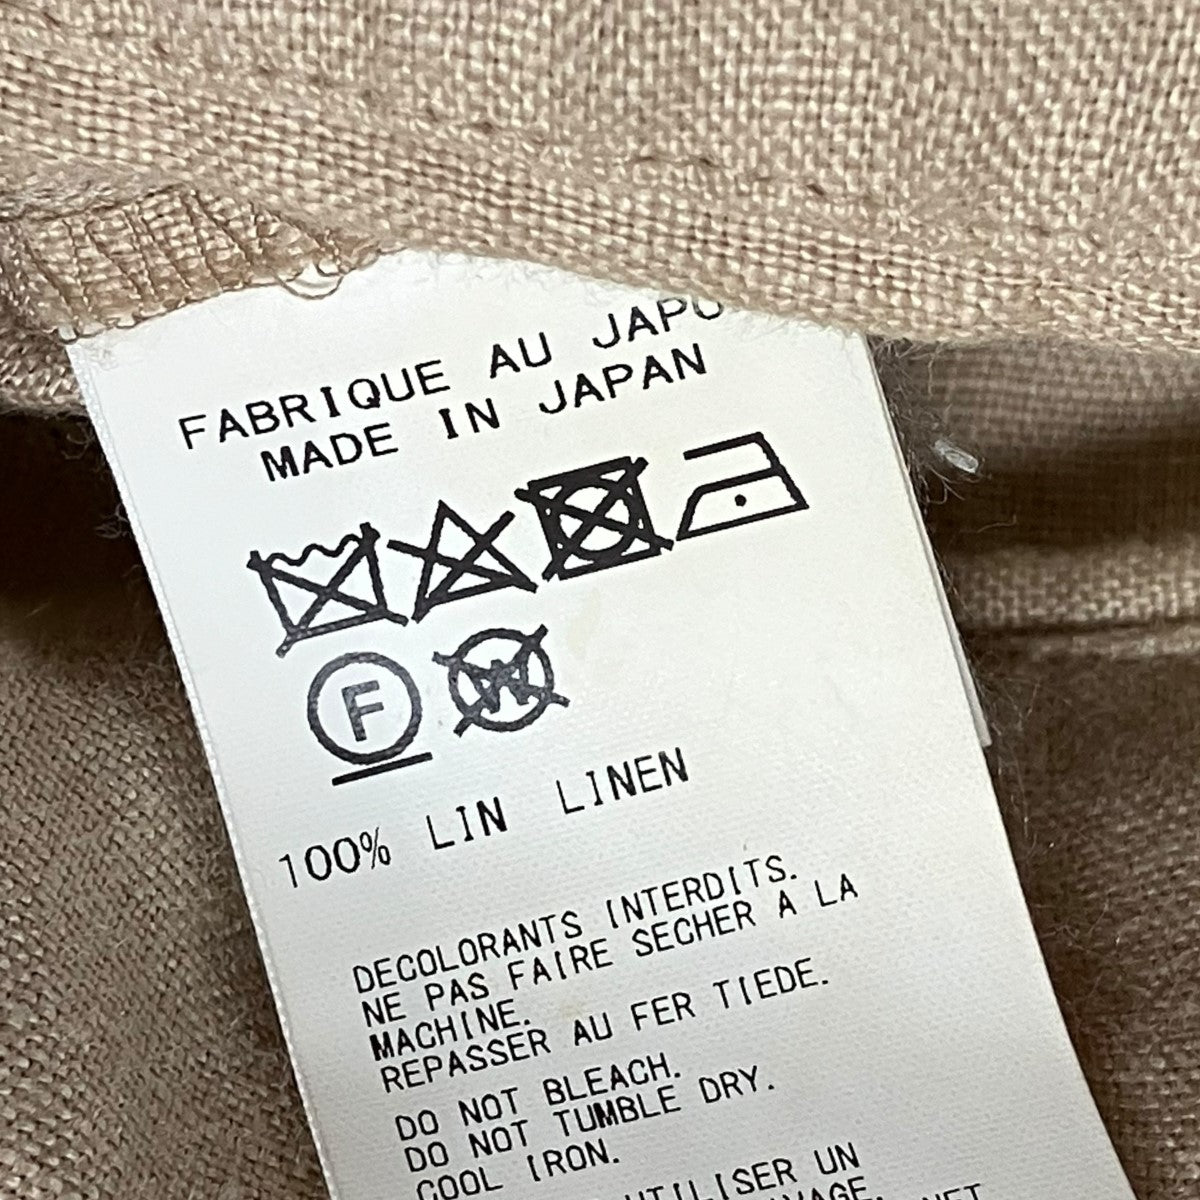 FABRIQUE AU JAPO
MADE IN JAPAN
F W
100% LIN LINEN
DECOLORANTS INTERDITS.
NE PAS FAIRE SECHER A LA
MACHINE.
REPASSER AU FER TIEDE.
DO NOT BLEACH.
DO NOT TUMBLE DRY.
COOL IRON.
UTILISER UN